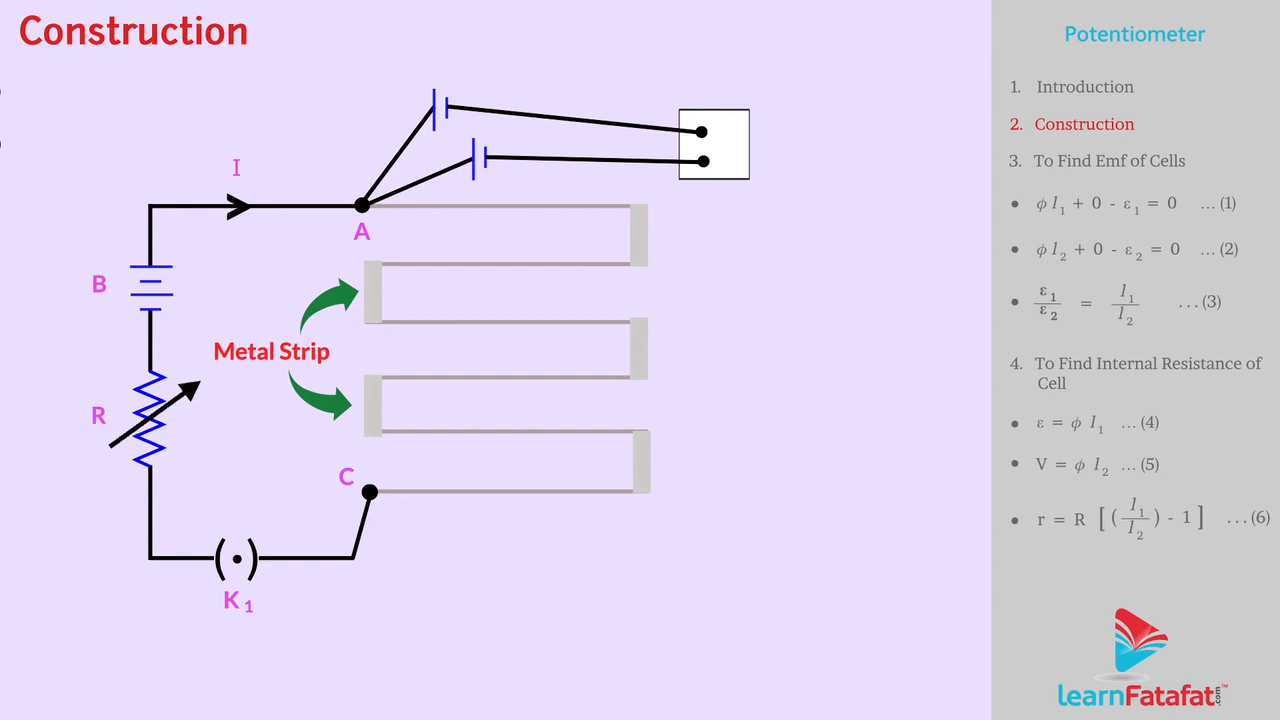 Construction
I
A
B
Metal Strip
R
C
( • )
K 1
Potentiometer
1. Introduction
2. Construction
3. To Find Emf of Cells
• ϕ l₁ + 0 - ε₁ = 0 ...(1)
• ϕ l₂ + 0 - ε₂ = 0 ...(2)
• ε₁/ε₂ = l₁/l₂ ...(3)
4. To Find Internal Resistance of
Cell
• ε = ϕ l₁ ...(4)
• V = ϕ l₂ ...(5)
• r = R [ ( l₁/l₂ ) - 1 ] ...(6)
learnFatafat.com™